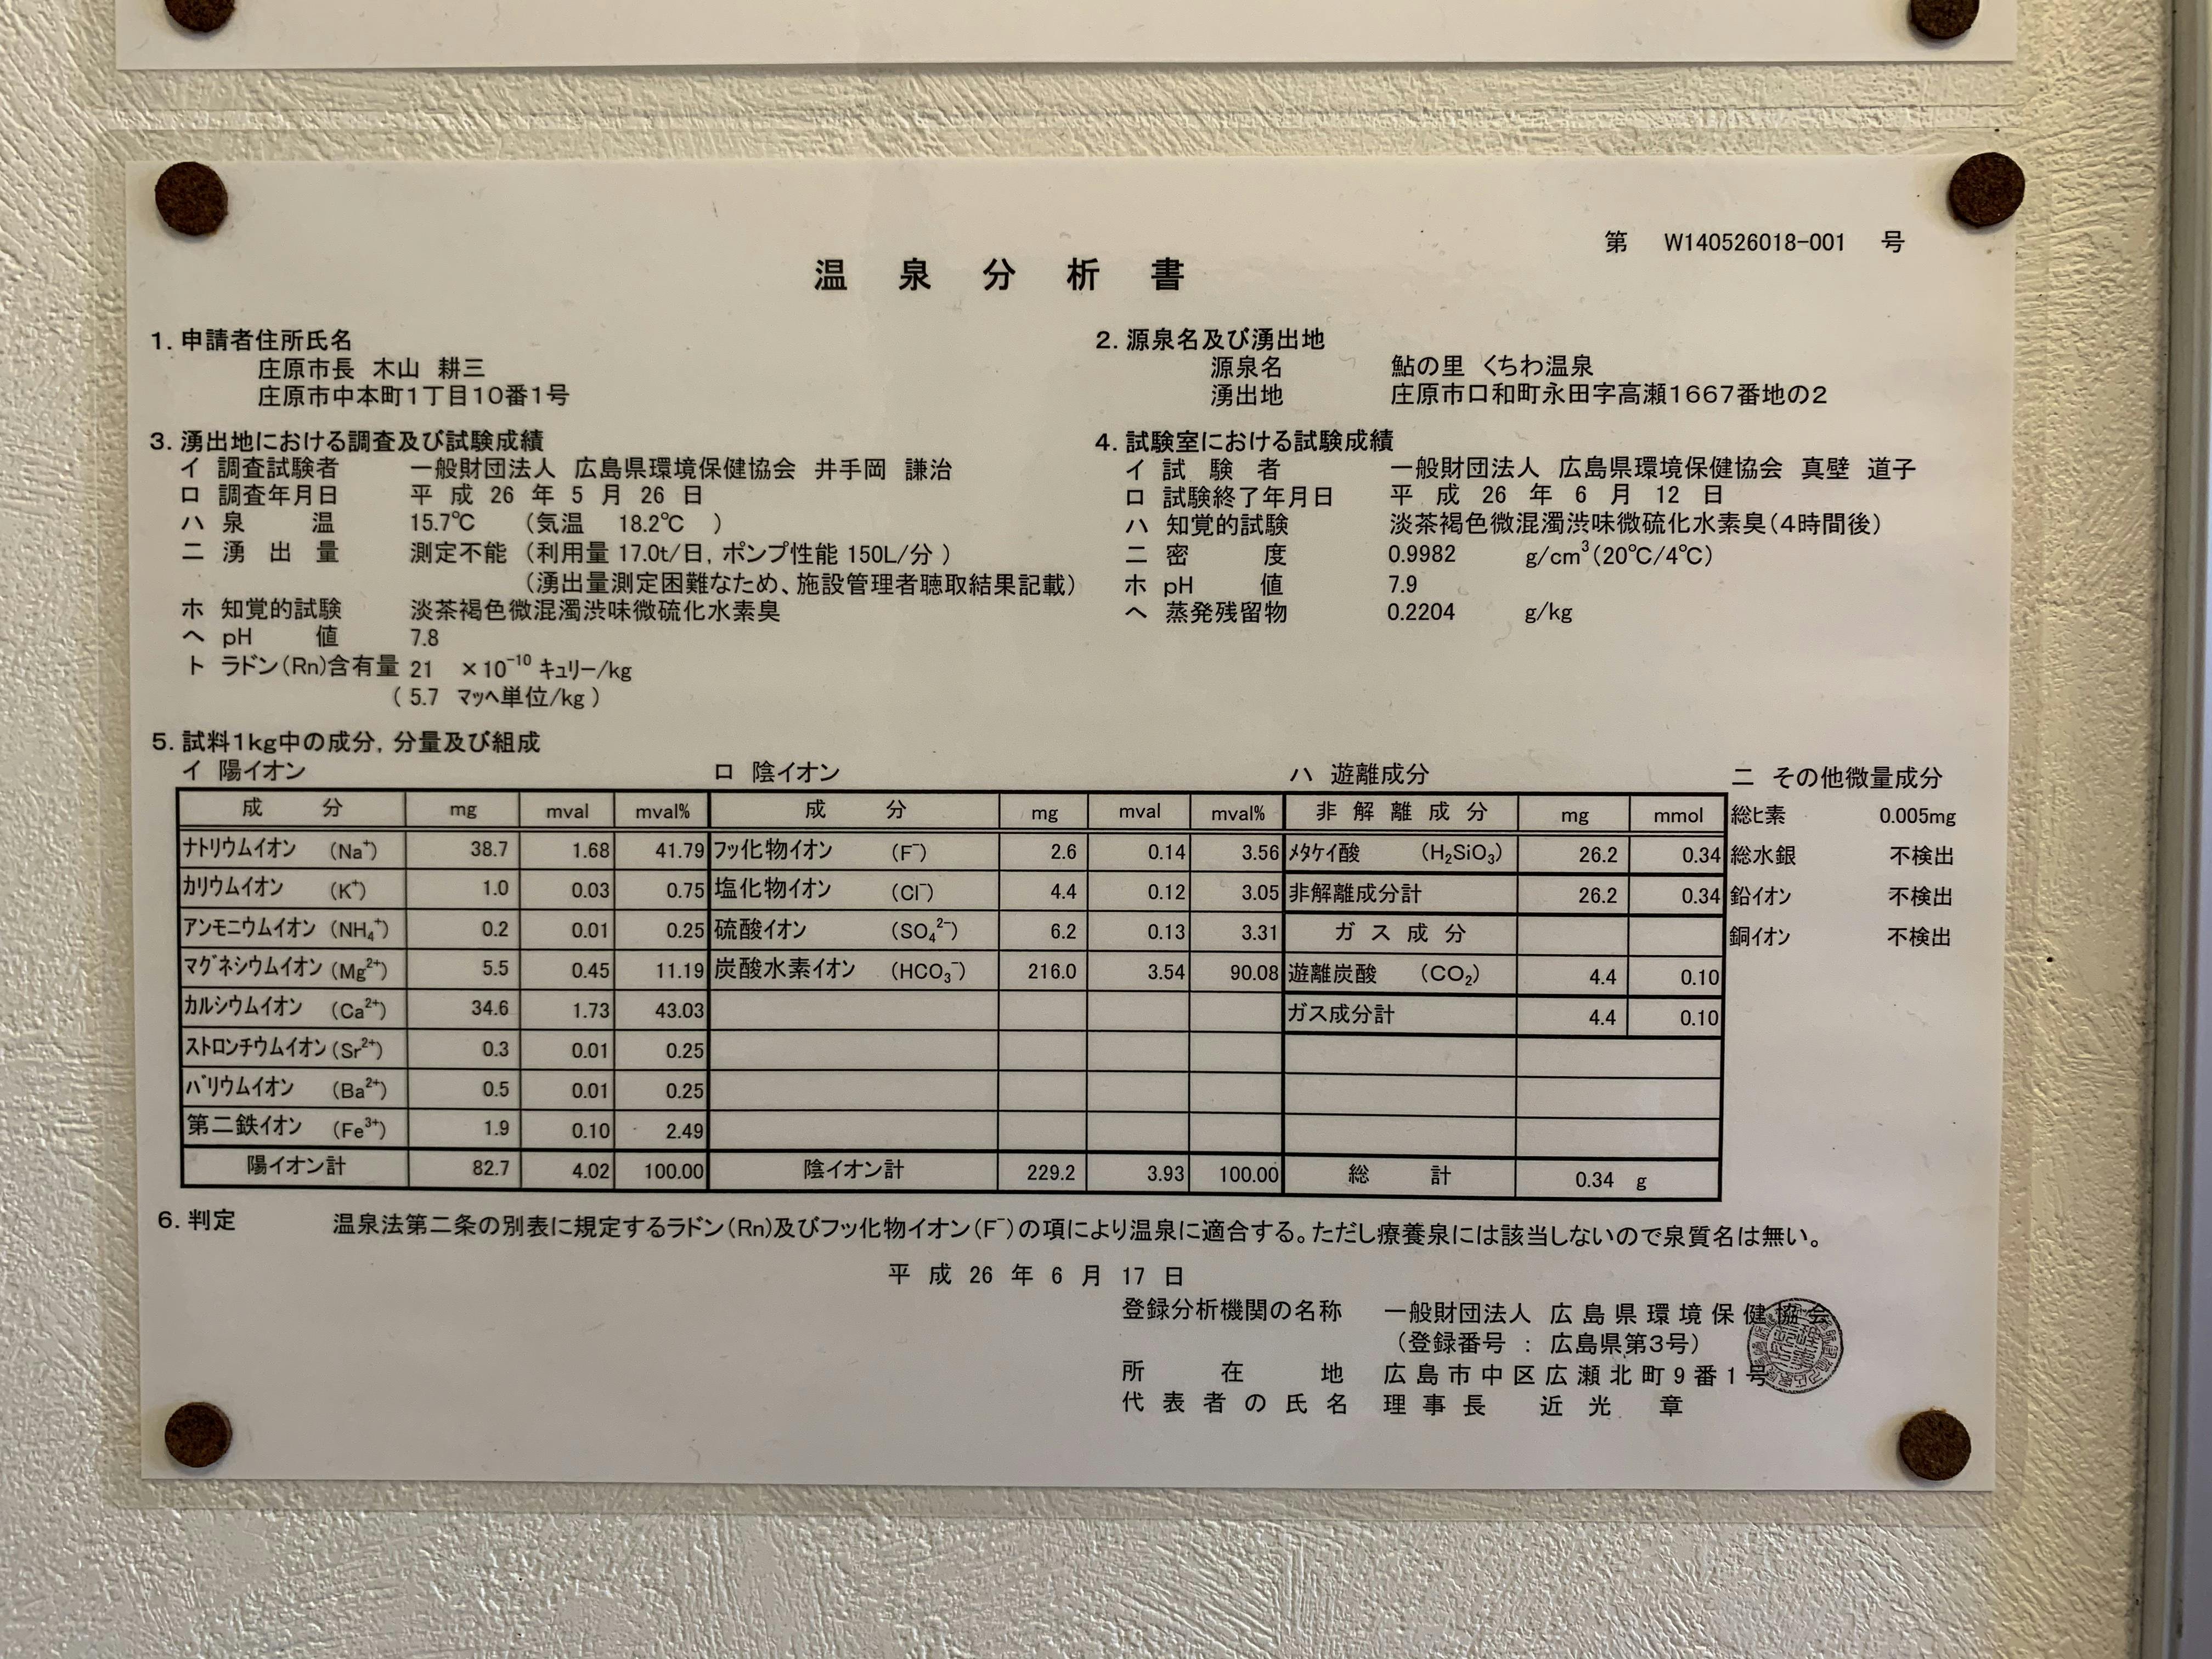 第 W140526018-001 号
温泉分析書
1. 申請者住所氏名
庄原市長 木山 耕三
庄原市中本町1丁目10番1号
2. 源泉名及び湧出地
源泉名 鮎の里 くちわ温泉
湧出地 庄原市口和町永田字高瀬1667番地の2
3. 湧出地における調査及び試験成績
イ 調査試験者 一般財団法人 広島県環境保健協会 井手岡 謙治
ロ 調査年月日 平成 26 年 5 月 26 日
ハ 泉温 15.7℃ (気温 18.2℃ )
ニ 湧出量 測定不能 (利用量 17.0t/日, ポンプ性能 150L/分 )
(湧出量測定困難なため、施設管理者聴取結果記載)
ホ 知覚的試験 淡茶褐色微混濁渋味微硫化水素臭
ヘ pH 値 7.8
ト ラドン(Rn)含有量 21 ×10⁻¹⁰ キュリー/kg
( 5.7 マッヘ単位/kg )
4. 試験室における試験成績
イ 試験者 一般財団法人 広島県環境保健協会 真壁 道子
ロ 試験終了年月日 平成 26 年 6 月 12 日
ハ 知覚的試験 淡茶褐色微混濁渋味微硫化水素臭(4時間後)
ニ 密度 0.9982 g/cm³(20℃/4℃)
ホ pH 値 7.9
ヘ 蒸発残留物 0.2204 g/kg
5. 試料1kg中の成分, 分量及び組成
イ 陽イオン
成分 mg mval mval%
ナトリウムイオン (Na⁺) 38.7 1.68 41.79
カリウムイオン (K⁺) 1.0 0.03 0.75
アンモニウムイオン (NH₄⁺) 0.2 0.01 0.25
マグネシウムイオン (Mg²⁺) 5.5 0.45 11.19
カルシウムイオン (Ca²⁺) 34.6 1.73 43.03
ストロンチウムイオン (Sr²⁺) 0.3 0.01 0.25
バリウムイオン (Ba²⁺) 0.5 0.01 0.25
第二鉄イオン (Fe³⁺) 1.9 0.10 2.49
陽イオン計 82.7 4.02 100.00
ロ 陰イオン
成分 mg mval mval%
フッ化物イオン (F⁻) 2.6 0.14 3.56
塩化物イオン (Cl⁻) 4.4 0.12 3.05
硫酸イオン (SO₄²⁻) 6.2 0.13 3.31
炭酸水素イオン (HCO₃⁻) 216.0 3.54 90.08
陰イオン計 229.2 3.93 100.00
ハ 遊離成分
非解離成分 mg mmol
メタケイ酸 (H₂SiO₃) 26.2 0.34
非解離成分計 26.2 0.34
ガス成分
遊離炭酸 (CO₂) 4.4 0.10
ガス成分計 4.4 0.10
総計 0.34 g
ニ その他微量成分
総ヒ素 0.005mg
総水銀 不検出
鉛イオン 不検出
銅イオン 不検出
6. 判定 温泉法第二条の別表に規定するラドン(Rn)及びフッ化物イオン(F⁻)の項により温泉に適合する。ただし療養泉には該当しないので泉質名は無い。
平成 26 年 6 月 17 日
登録分析機関の名称 一般財団法人 広島県環境保健協会
(登録番号 : 広島県第3号)
所在地 広島市中区広瀬北町9番1号
代表者の氏名 理事長 近光 章